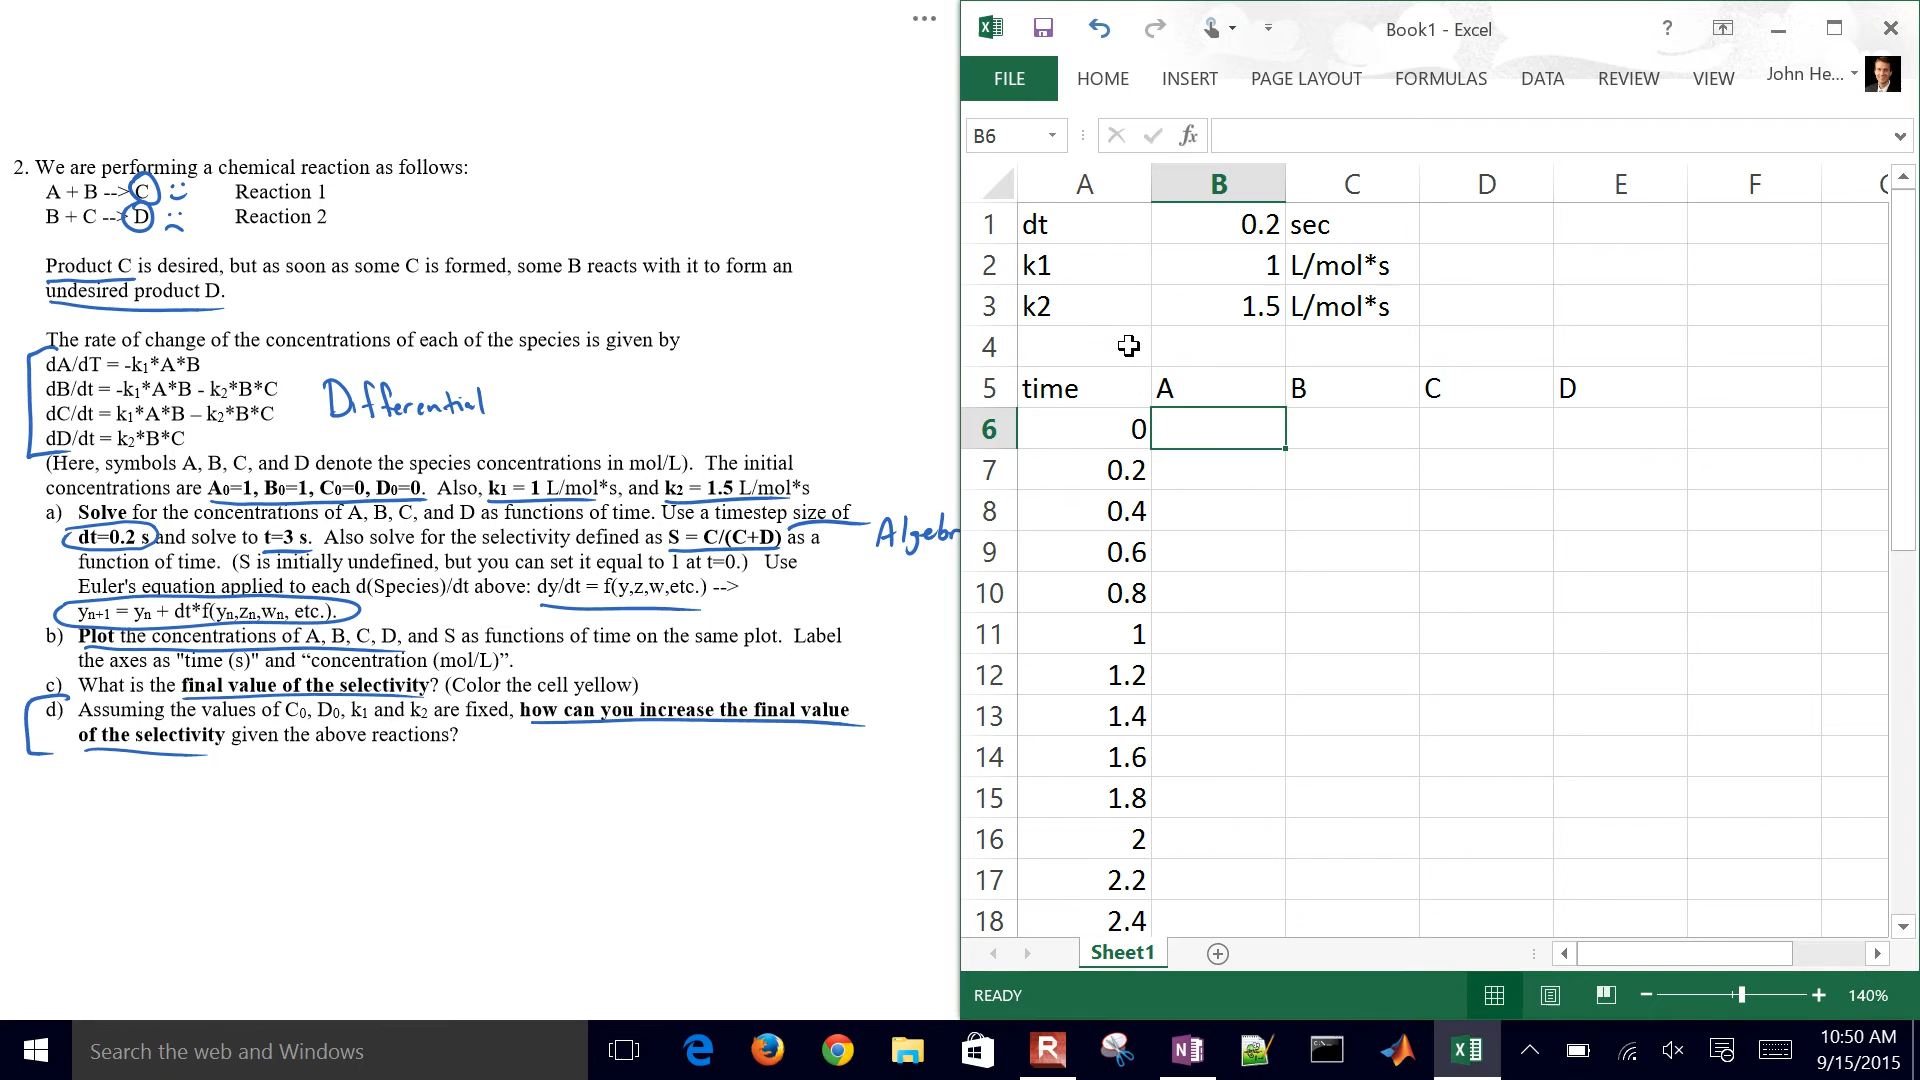 2. We are performing a chemical reaction as follows:
A + B --> C Reaction 1
B + C --> D Reaction 2
Product C is desired, but as soon as some C is formed, some B reacts with it to form an
undesired product D.
The rate of change of the concentrations of each of the species is given by
dA/dT = -k1*A*B
dB/dt = -k1*A*B - k2*B*C
Differential
dC/dt = k1*A*B – k2*B*C
dD/dt = k2*B*C
(Here, symbols A, B, C, and D denote the species concentrations in mol/L). The initial
concentrations are A0=1, B0=1, C0=0, D0=0. Also, k1 = 1 L/mol*s, and k2 = 1.5 L/mol*s
a) Solve for the concentrations of A, B, C, and D as functions of time. Use a timestep size of
dt=0.2 s and solve to t=3 s. Also solve for the selectivity defined as S = C/(C+D) as a
Algebr
function of time. (S is initially undefined, but you can set it equal to 1 at t=0.) Use
Euler's equation applied to each d(Species)/dt above: dy/dt = f(y,z,w,etc.) -->
yn+1 = yn + dt*f(yn,zn,wn, etc.).
b) Plot the concentrations of A, B, C, D, and S as functions of time on the same plot. Label
the axes as "time (s)" and “concentration (mol/L)”.
c) What is the final value of the selectivity? (Color the cell yellow)
d) Assuming the values of C0, D0, k1 and k2 are fixed, how can you increase the final value
of the selectivity given the above reactions?
Book1 - Excel
FILE HOME INSERT PAGE LAYOUT FORMULAS DATA REVIEW VIEW John He...
B6 fx
A B C D E F
1 dt 0.2 sec
2 k1 1 L/mol*s
3 k2 1.5 L/mol*s
4
5 time A B C D
6 0
7 0.2
8 0.4
9 0.6
10 0.8
11 1
12 1.2
13 1.4
14 1.6
15 1.8
16 2
17 2.2
18 2.4
Sheet1
READY 140%
Search the web and Windows
10:50 AM
9/15/2015